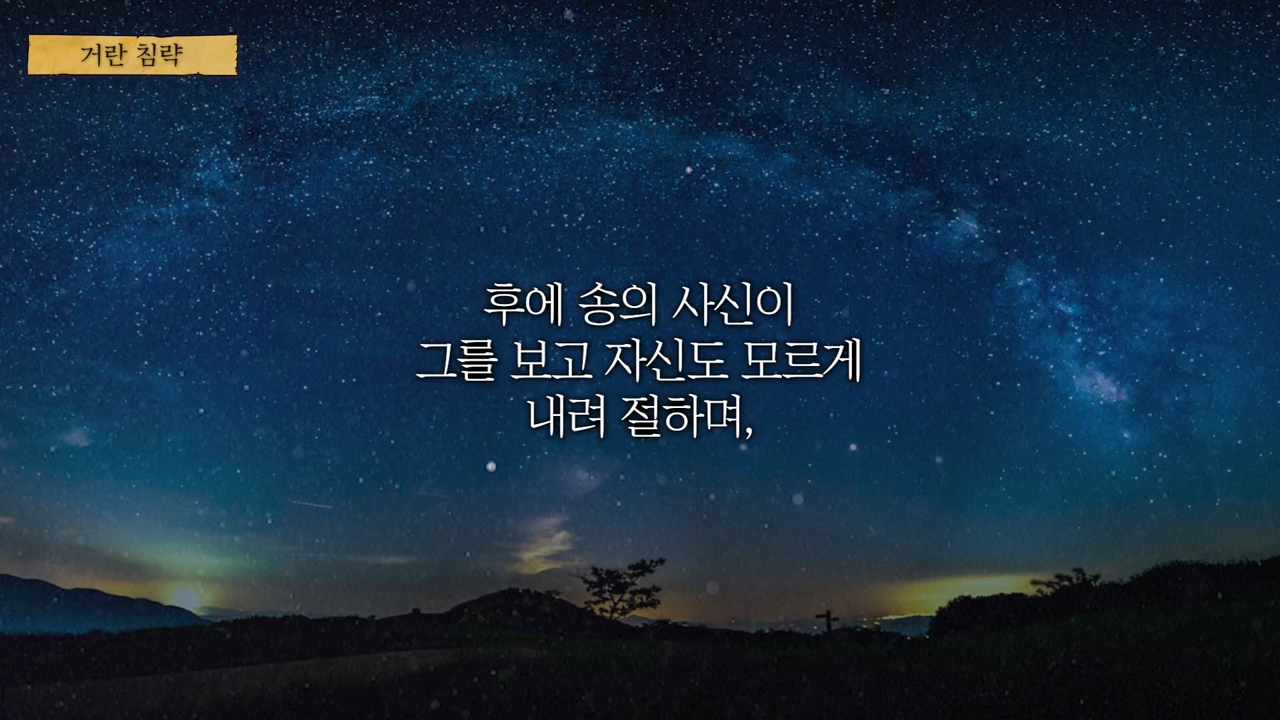 거란 침략
후에 송의 사신이
그를 보고 자신도 모르게
내려 절하며,